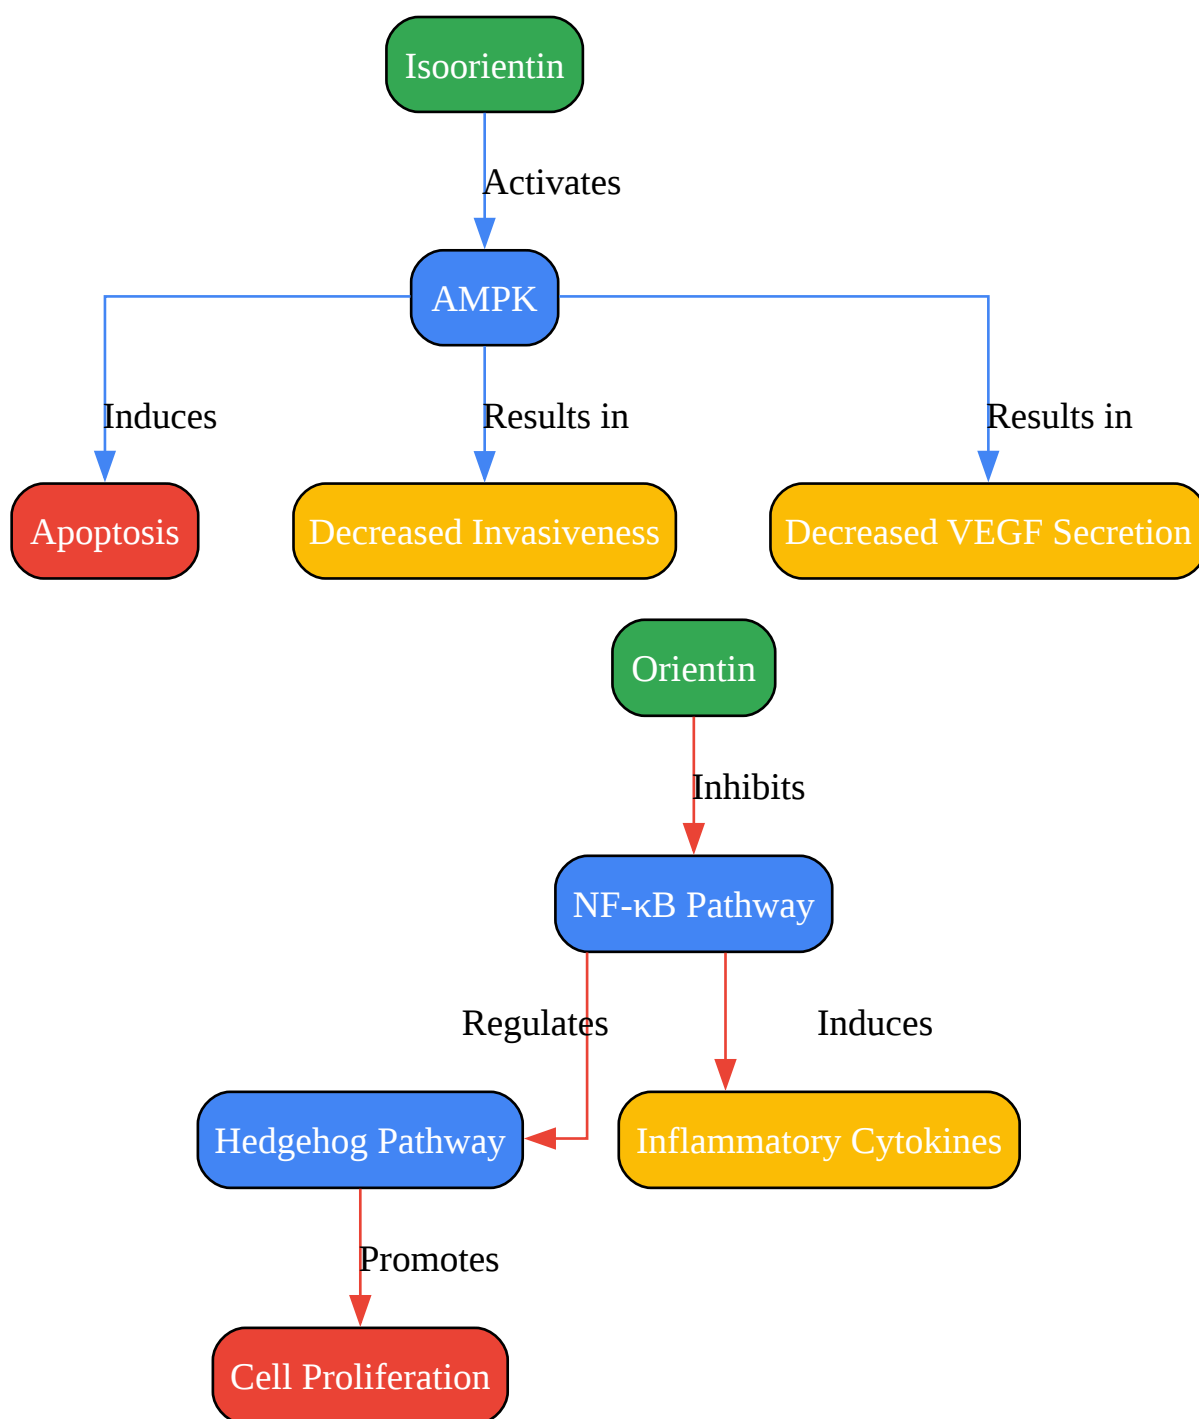 Isoorientin
Activates
AMPK
Induces
Results in
Results in
Apoptosis
Decreased Invasiveness
Decreased VEGF Secretion
Orientin
Inhibits
NF-κB Pathway
Regulates
Induces
Hedgehog Pathway
Inflammatory Cytokines
Promotes
Cell Proliferation